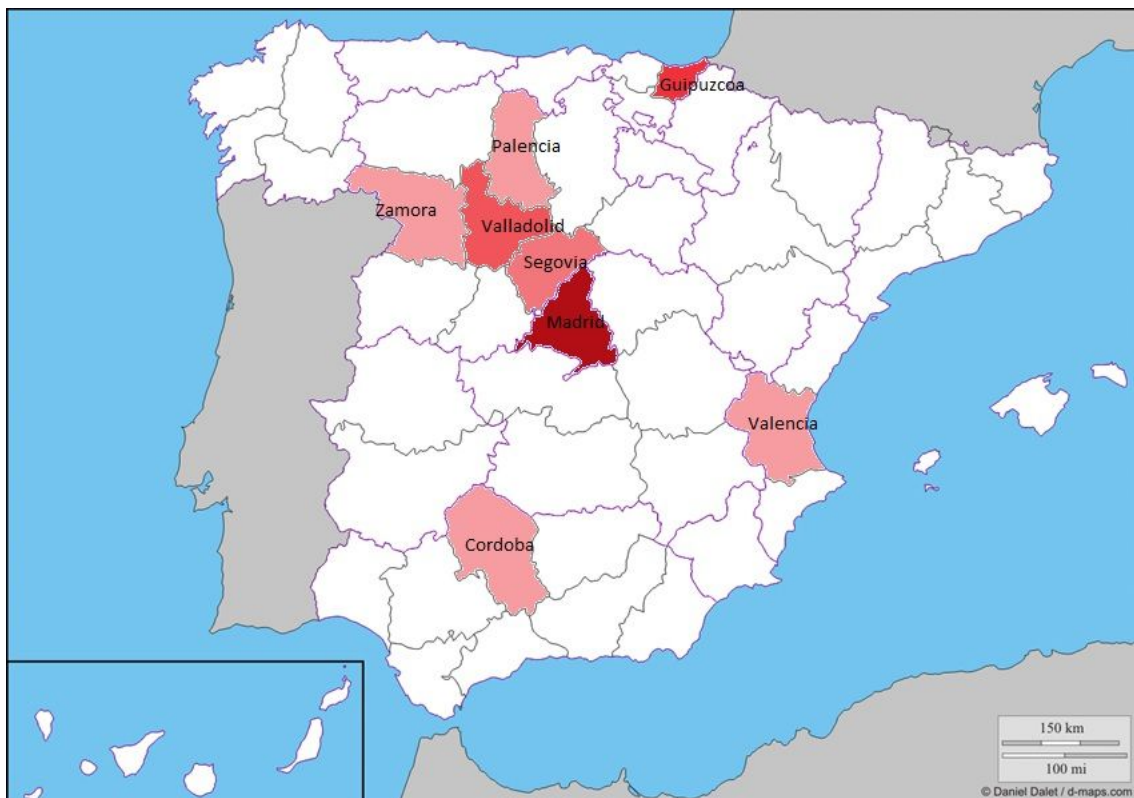 Guipuzcoa
Palencia
Zamora
Valladolid
Segovia
Madrid
Valencia
Cordoba
150 km
100 mi
© Daniel Dalet / d-maps.com